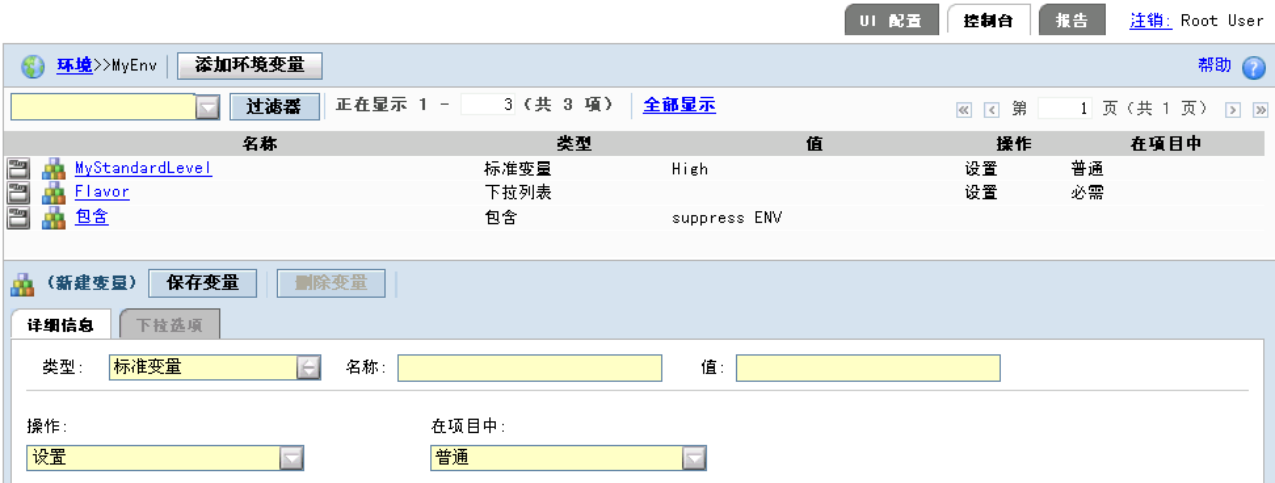 UI 配置 控制台 报告 注销: Root User
环境>>MyEnv 添加环境变量 帮助
过滤器 正在显示 1 - 3 (共 3 项) 全部显示 第 1 页 (共 1 页)
名称 类型 值 操作 在项目中
MyStandardLevel 标准变量 High 设置 普通
Flavor 下拉列表 设置 必需
包含 包含 suppress ENV
(新建变量) 保存变量 删除变量
详细信息 下拉选项
类型: 标准变量 名称: 值:
操作: 在项目中:
设置 普通